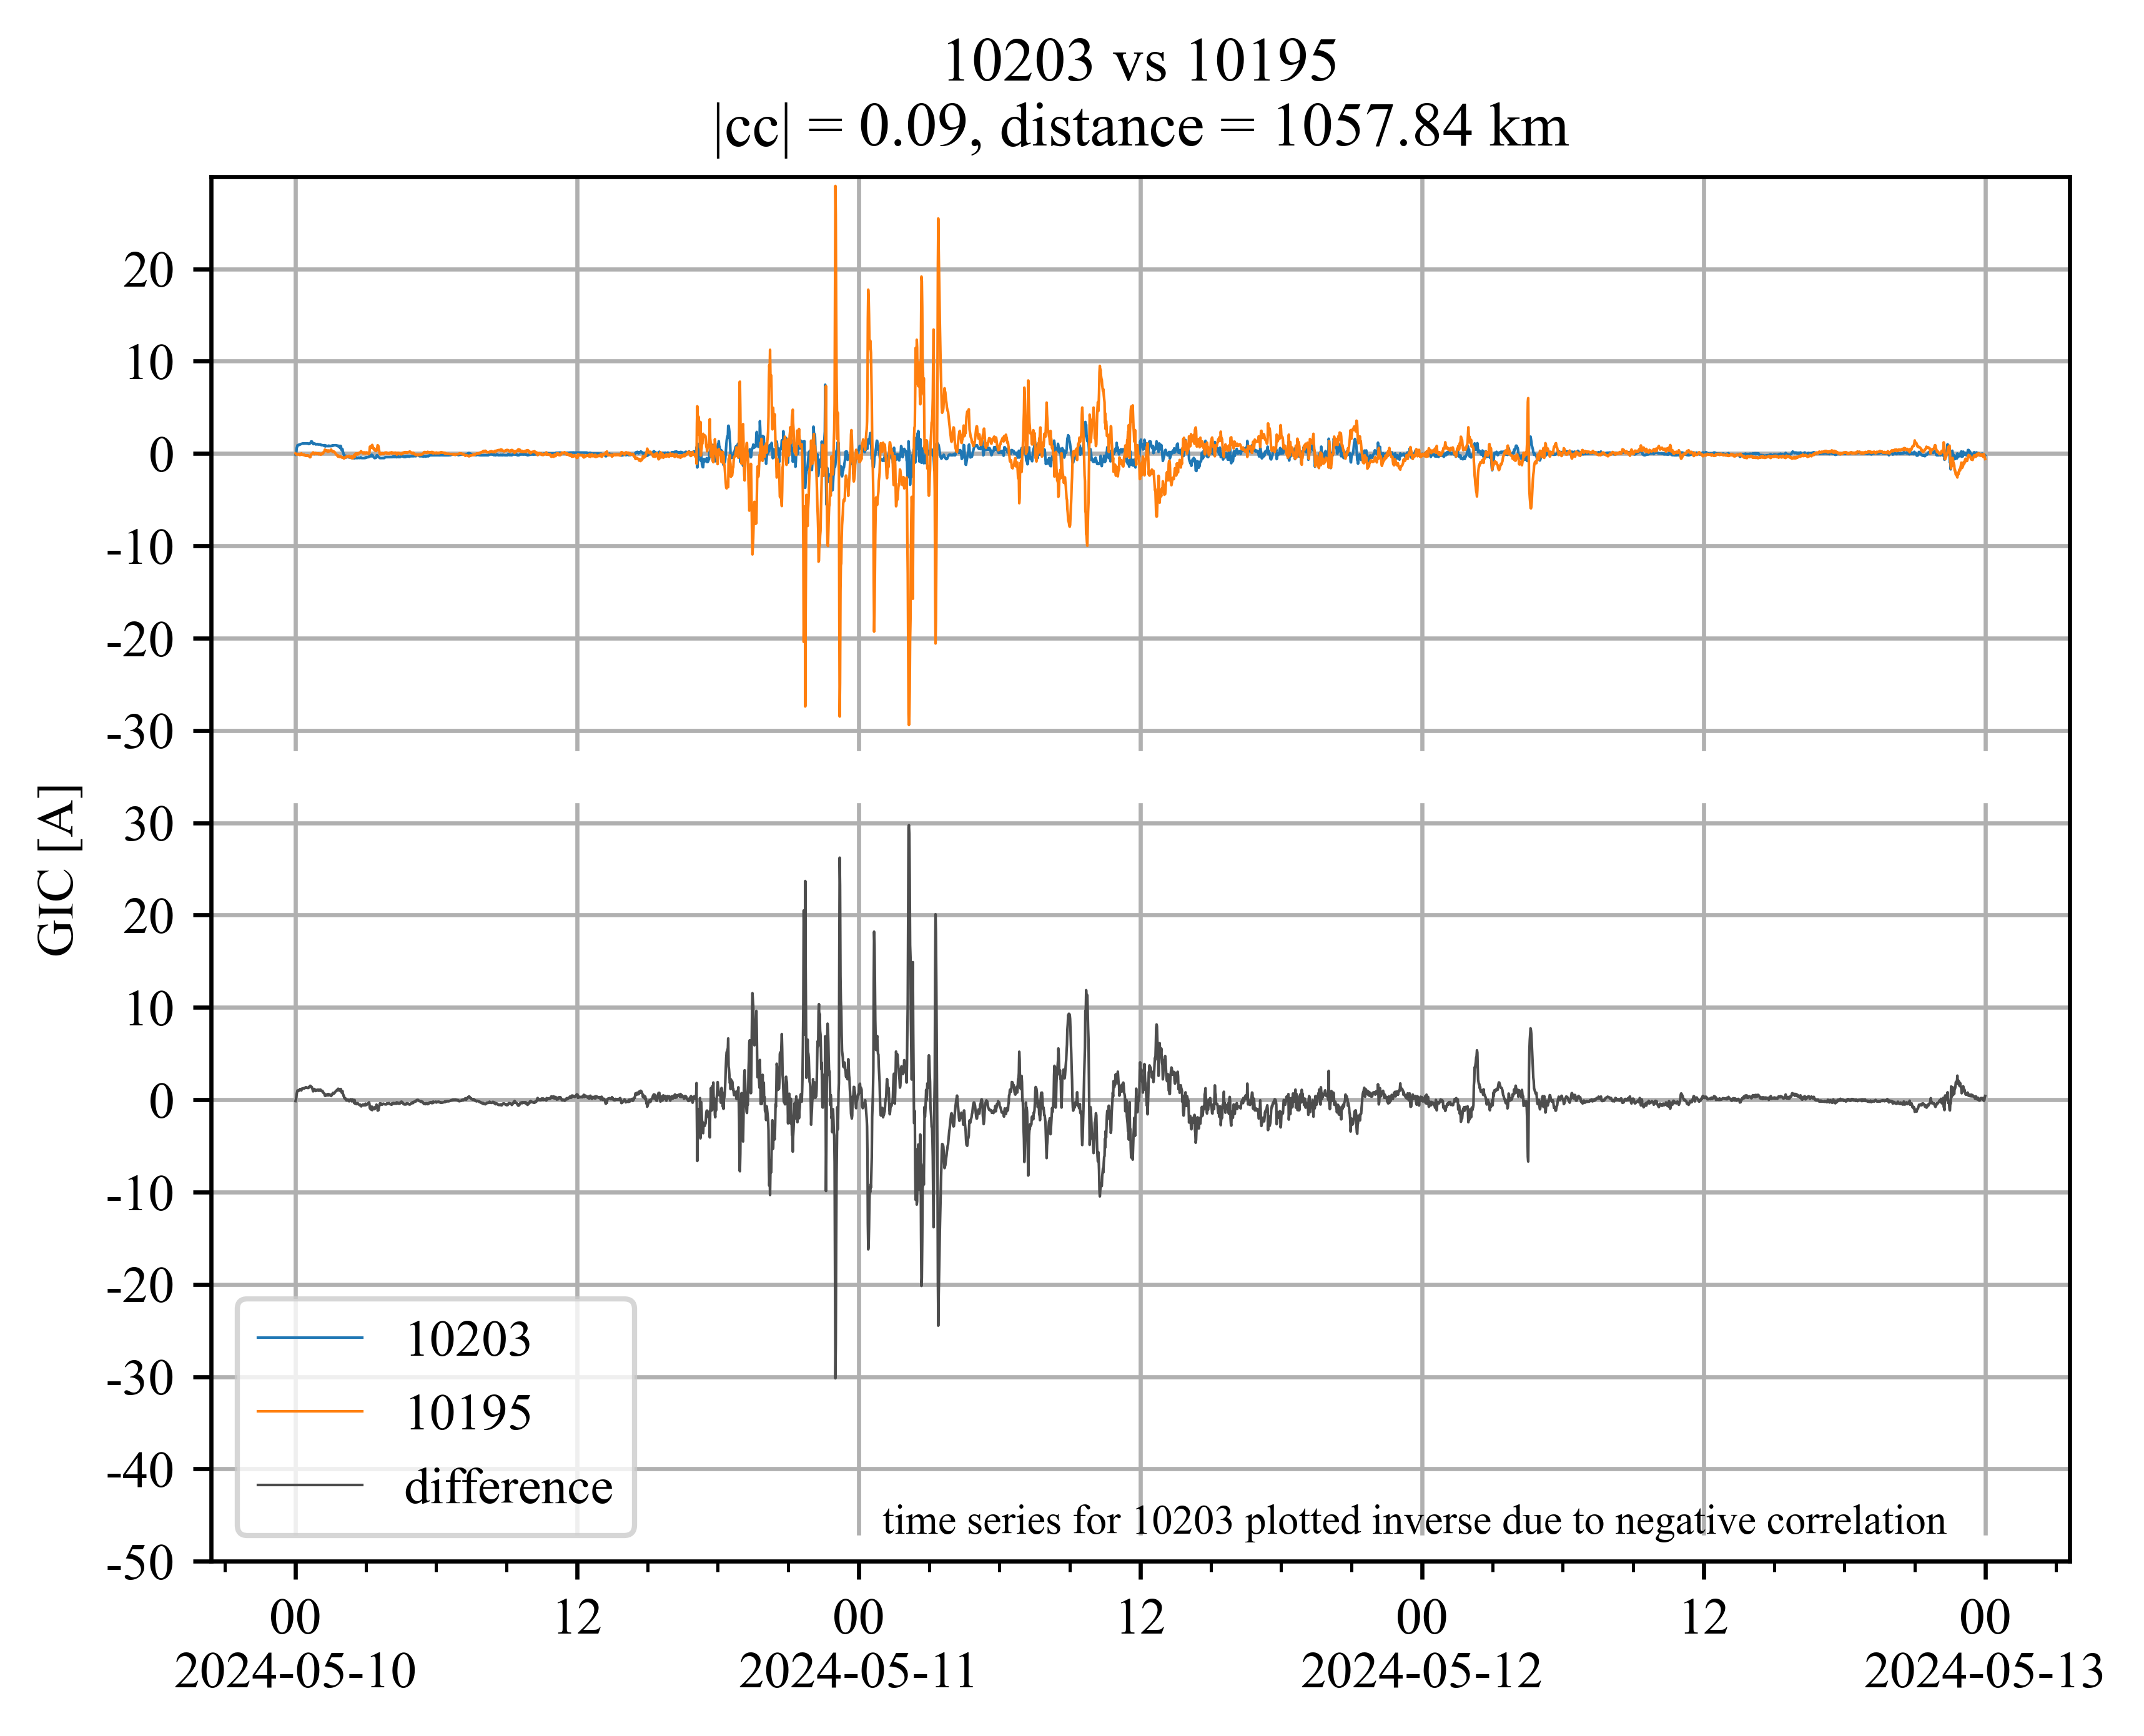 10203 vs 10195
|cc| = 0.09, distance = 1057.84 km
20
10
0
-10
-20
-30
30
20
10
0
-10
-20
-30
-40
-50
GIC [A]
10203
10195
difference
time series for 10203 plotted inverse due to negative correlation
00 12 00 12 00 12 00
2024-05-10 2024-05-11 2024-05-12 2024-05-13